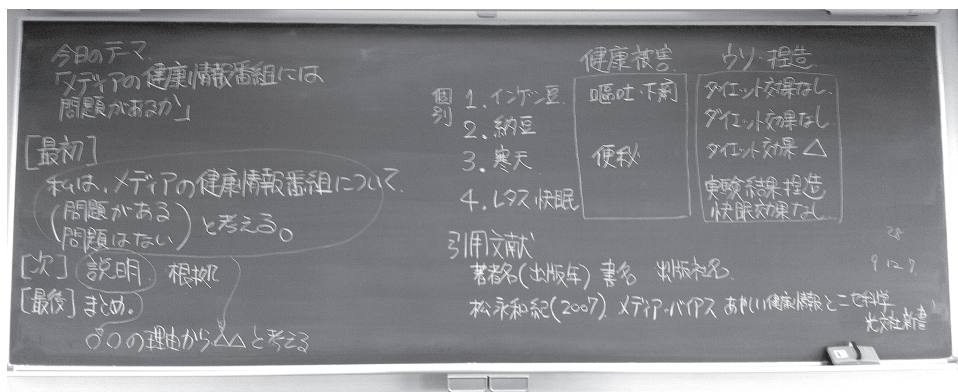 今日のテーマ
「メディアの健康情報番組には
問題があるか」
[最初]
私は、メディアの健康情報番組について
(問題がある
問題はない)と考える。
[次] 説明 根拠
[最後] まとめ。
○○の理由から△△と考える
健康被害 ウソ・捏造
個別 1. インゲン豆 嘔吐・下痢 ダイエット効果なし
2. 納豆 ダイエット効果なし
3. 寒天 便秘 ダイエット効果 △
4. レタス快眠 実験結果捏造
快眠効果なし
引用文献
著者名(出版年) 書名 出版社名
松永和紀(2007) メディア・バイアス あやしい健康情報とニセ科学
光文社新書
28
9 12 7